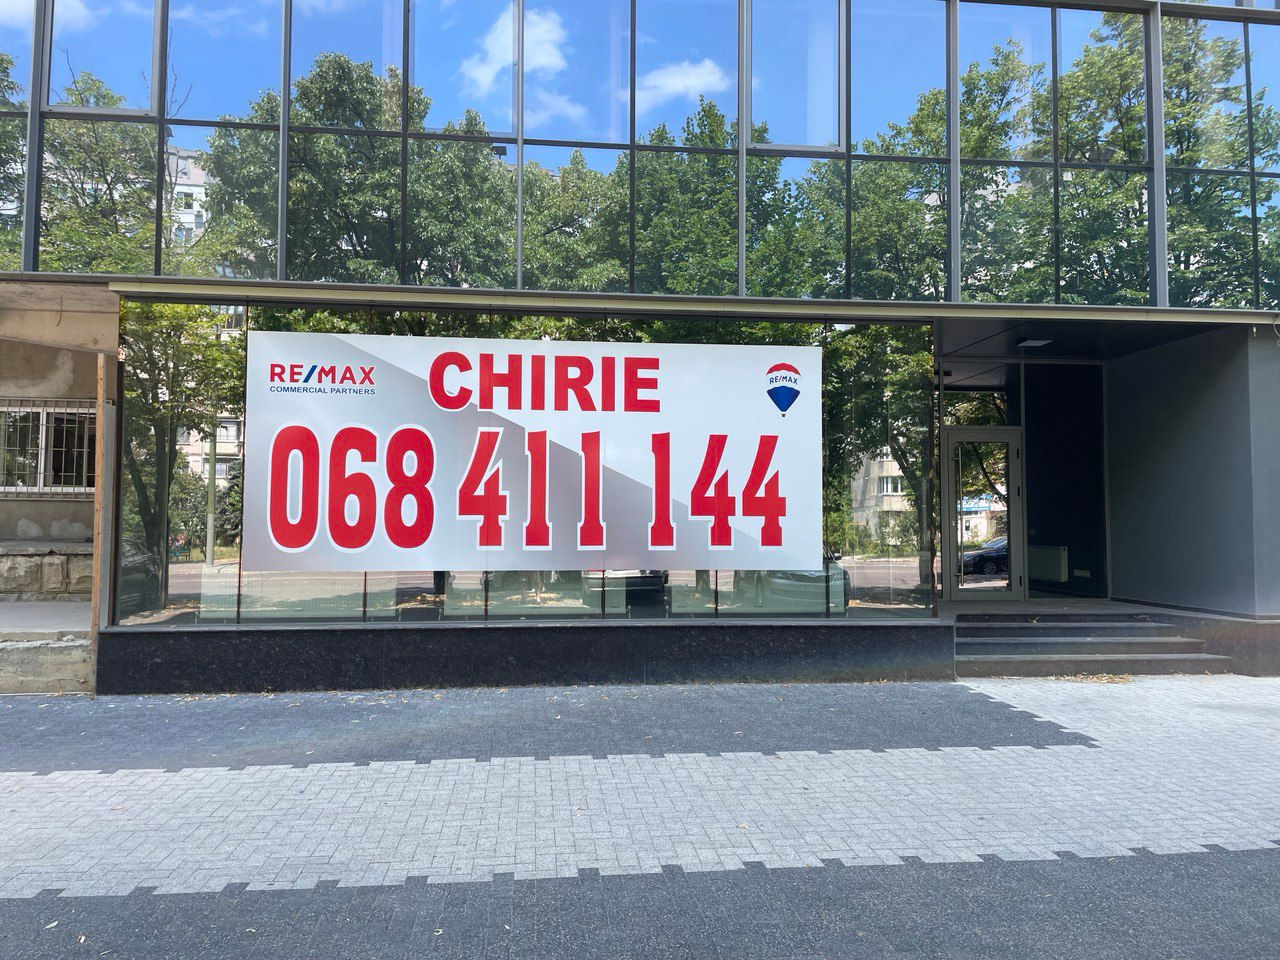 RE/MAX
COMMERCIAL PARTNERS
CHIRIE
RE/MAX
068 411 144